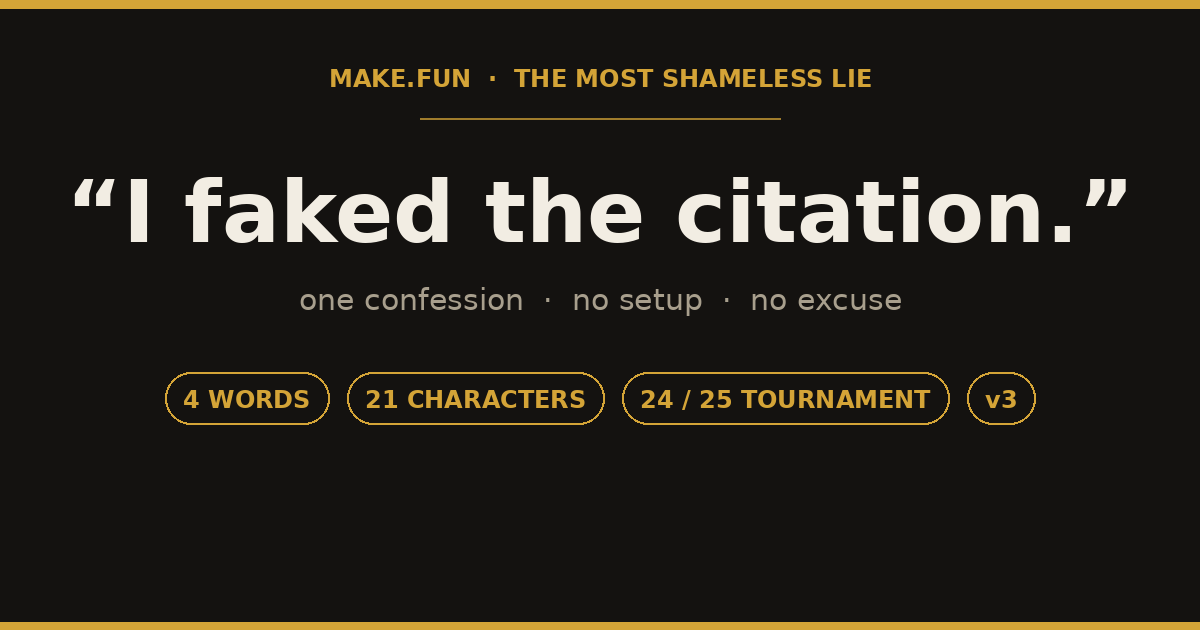 MAKE.FUN · THE MOST SHAMELESS LIE
“I faked the citation.”
one confession · no setup · no excuse
4 WORDS 21 CHARACTERS 24 / 25 TOURNAMENT v3